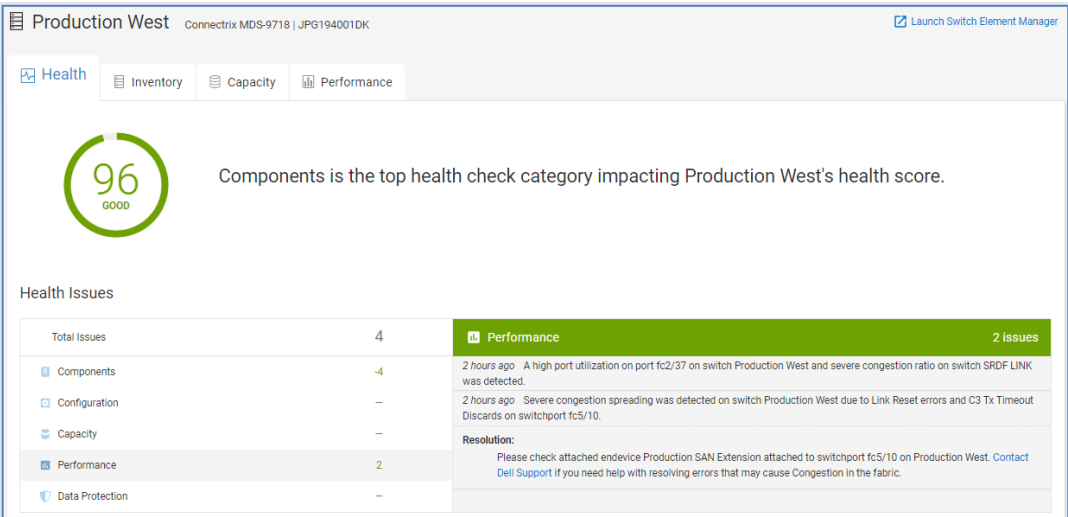 Production West Connectrix MDS-9718 | JPG194001DK
Launch Switch Element Manager
Health
Inventory
Capacity
Performance
96
GOOD
Components is the top health check category impacting Production West's health score.
Health Issues
Total Issues 4
Components -4
Configuration –
Capacity –
Performance 2
Data Protection –
Performance 2 issues
2 hours ago A high port utilization on port fc2/37 on switch Production West and severe congestion ratio on switch SRDF LINK
was detected.
2 hours ago Severe congestion spreading was detected on switch Production West due to Link Reset errors and C3 Tx Timeout
Discards on switchport fc5/10.
Resolution:
Please check attached endevice Production SAN Extension attached to switchport fc5/10 on Production West. Contact
Dell Support if you need help with resolving errors that may cause Congestion in the fabric.